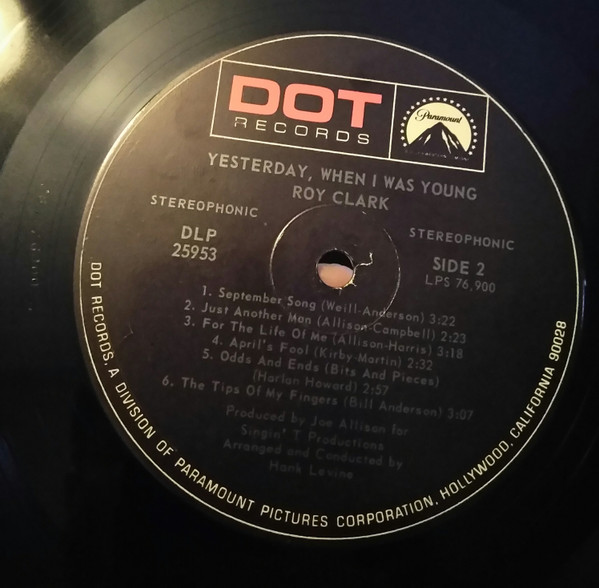 DOT
RECORDS
Paramount
YESTERDAY, WHEN I WAS YOUNG
ROY CLARK
STEREOPHONIC
DLP
25953
STEREOPHONIC
SIDE 2
LPS 76,900
1. September Song (Weill-Anderson) 3:22
2. Just Another Man (Allison-Campbell) 2:23
3. For The Life Of Me (Allison-Harris) 3:18
4. April's Fool (Kirby-Martin) 2:32
5. Odds And Ends (Bits And Pieces)
(Harlan Howard) 2:57
6. The Tips Of My Fingers (Bill Anderson) 3:07
Produced by Joe Allison for
Singin' T Productions
Arranged and Conducted by
Hank Levine
DOT RECORDS, A DIVISION OF PARAMOUNT PICTURES CORPORATION, HOLLYWOOD, CALIFORNIA 90028